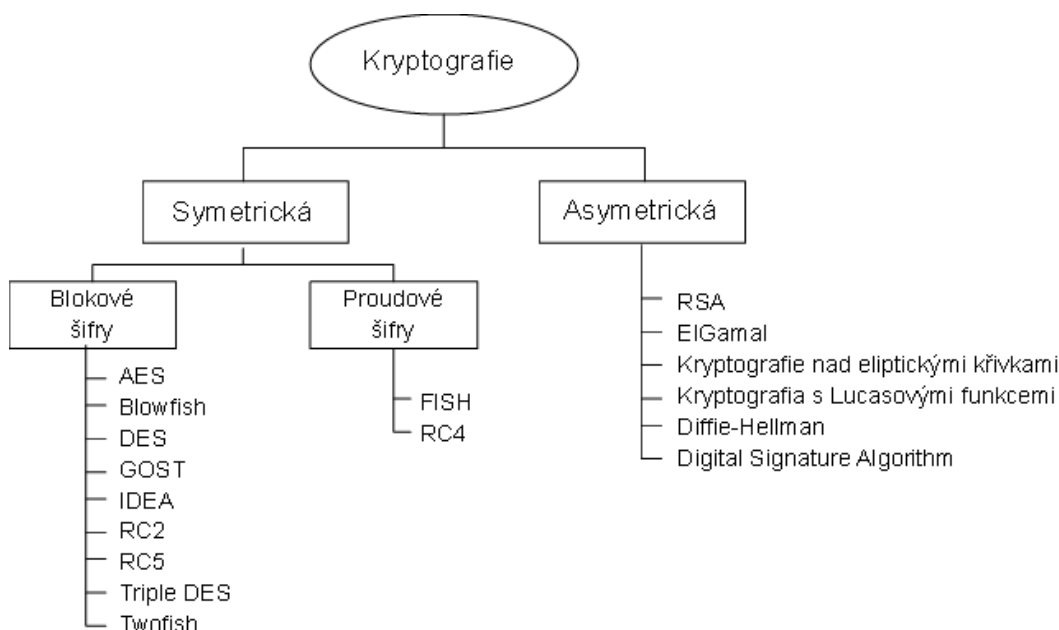 Kryptografie
Symetrická
Asymetrická
Blokové
šifry
Proudové
šifry
AES
Blowfish
DES
GOST
IDEA
RC2
RC5
Triple DES
Twofish
FISH
RC4
RSA
ElGamal
Kryptografie nad eliptickými křivkami
Kryptografia s Lucasovými funkcemi
Diffie-Hellman
Digital Signature Algorithm